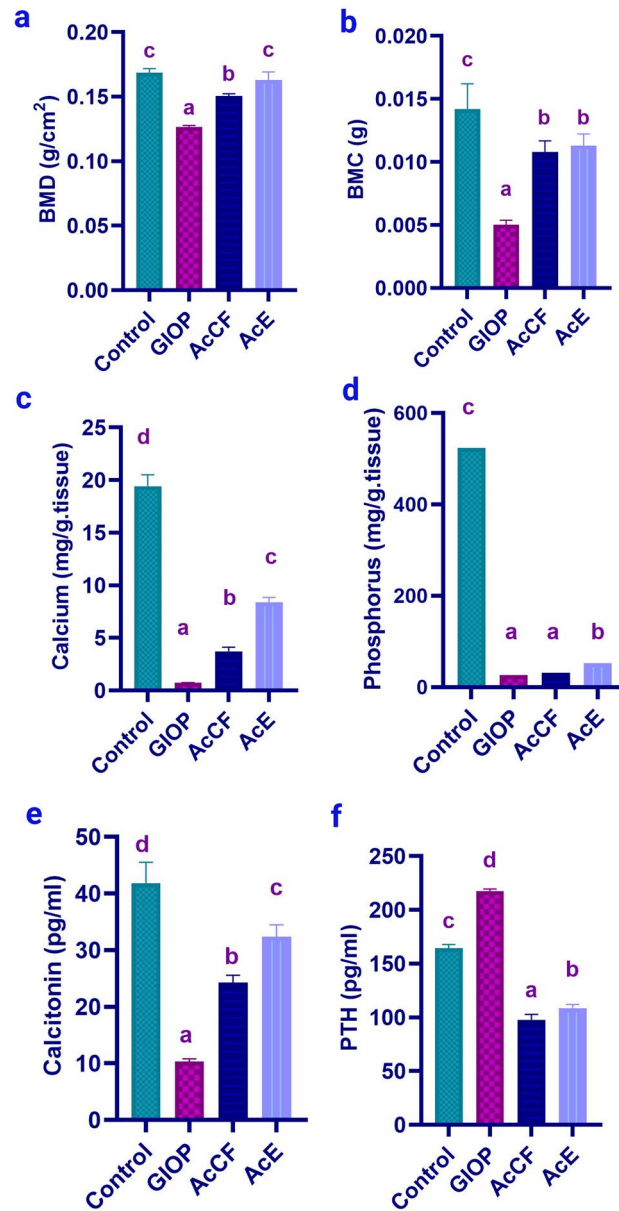 a
BMD (g/cm²)
0.20
0.15
0.10
0.05
0.00
c
a
b
c
Control
GIOP
AcCF
AcE
b
BMC (g)
0.020
0.015
0.010
0.005
0.000
c
a
b
b
Control
GIOP
AcCF
AcE
c
Calcium (mg/g.tissue)
25
20
15
10
5
0
d
a
b
c
Control
GIOP
AcCF
AcE
d
Phosphorus (mg/g.tissue)
600
400
200
0
c
a
a
b
Control
GIOP
AcCF
AcE
e
Calcitonin (pg/ml)
50
40
30
20
10
0
d
a
b
c
Control
GIOP
AcCF
AcE
f
PTH (pg/ml)
250
200
150
100
50
0
c
d
a
b
Control
GIOP
AcCF
AcE